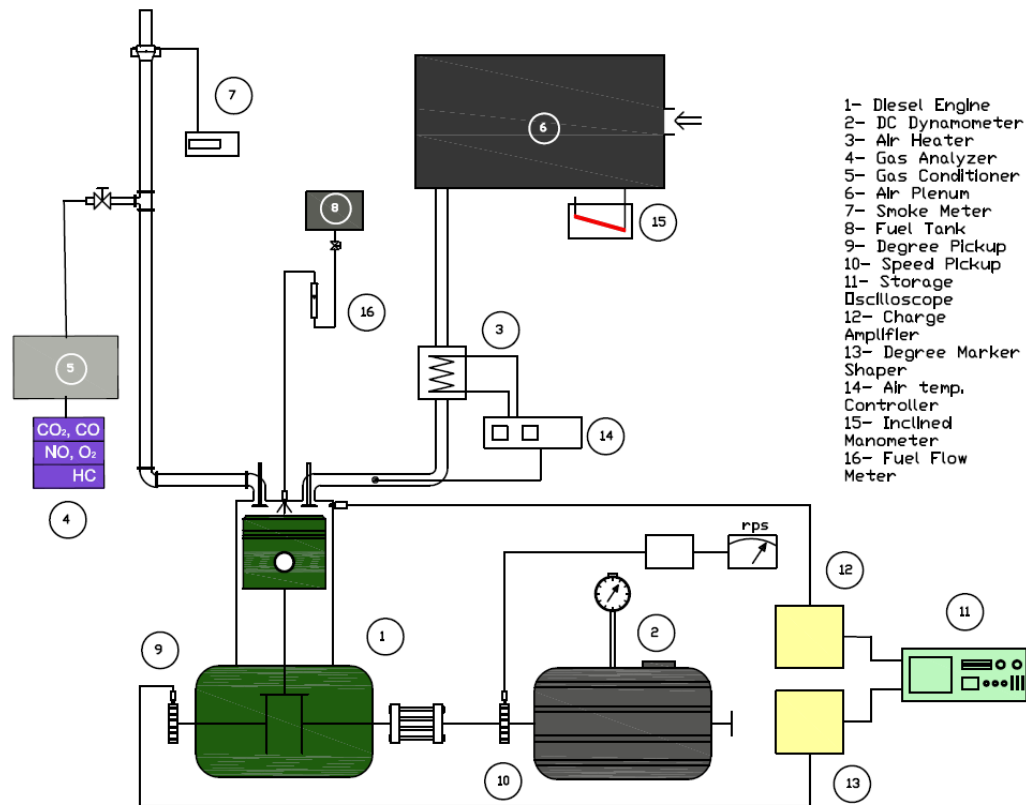 7
6
1- Diesel Engine
2- DC Dynamometer
3- Air Heater
4- Gas Analyzer
5- Gas Conditioner
6- Air Plenum
7- Smoke Meter
8- Fuel Tank
9- Degree Pickup
10- Speed Pickup
11- Storage
Oscilloscope
12- Charge
Amplifier
13- Degree Marker
Shaper
14- Air temp.
Controller
15- Inclined
Manometer
16- Fuel Flow
Meter
8
15
16
3
5
14
CO₂, CO
NO, O₂
HC
4
rps
12
11
1
2
9
10
13